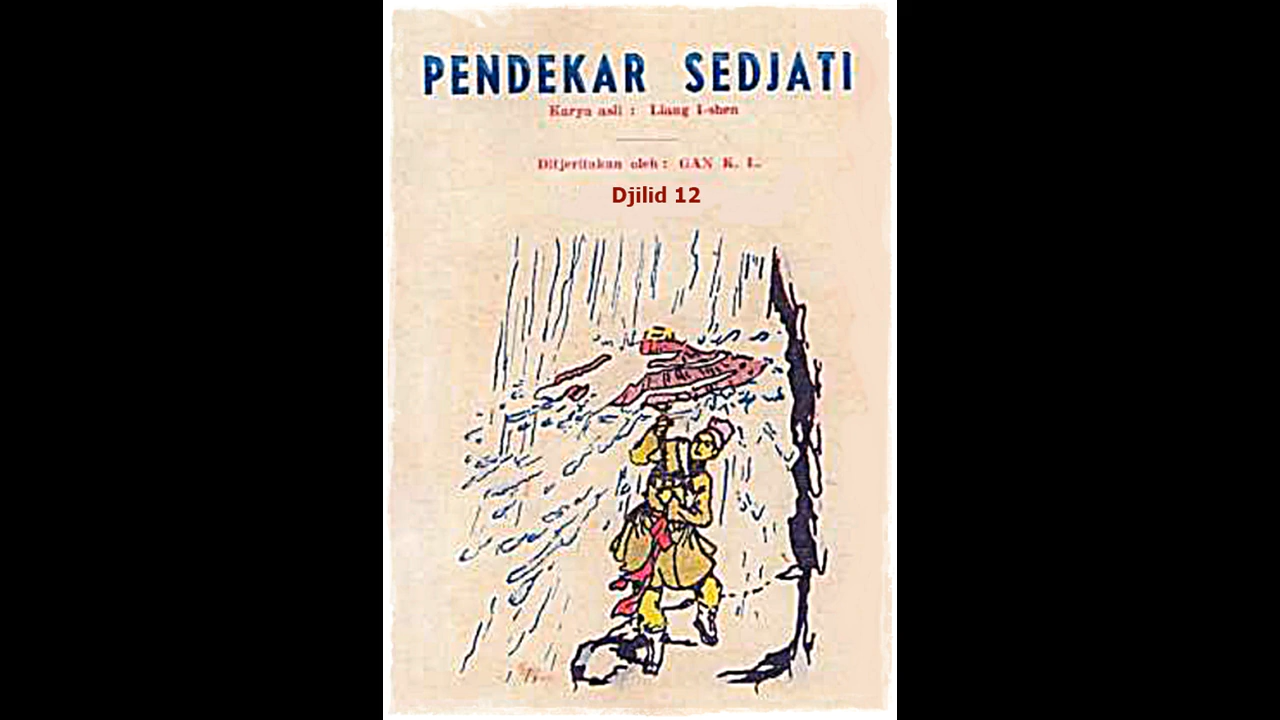 PENDEKAR SEDJATI
Karya asli : Liang I-shen
Ditjeritakan oleh : GAN K. L.
Djilid 12